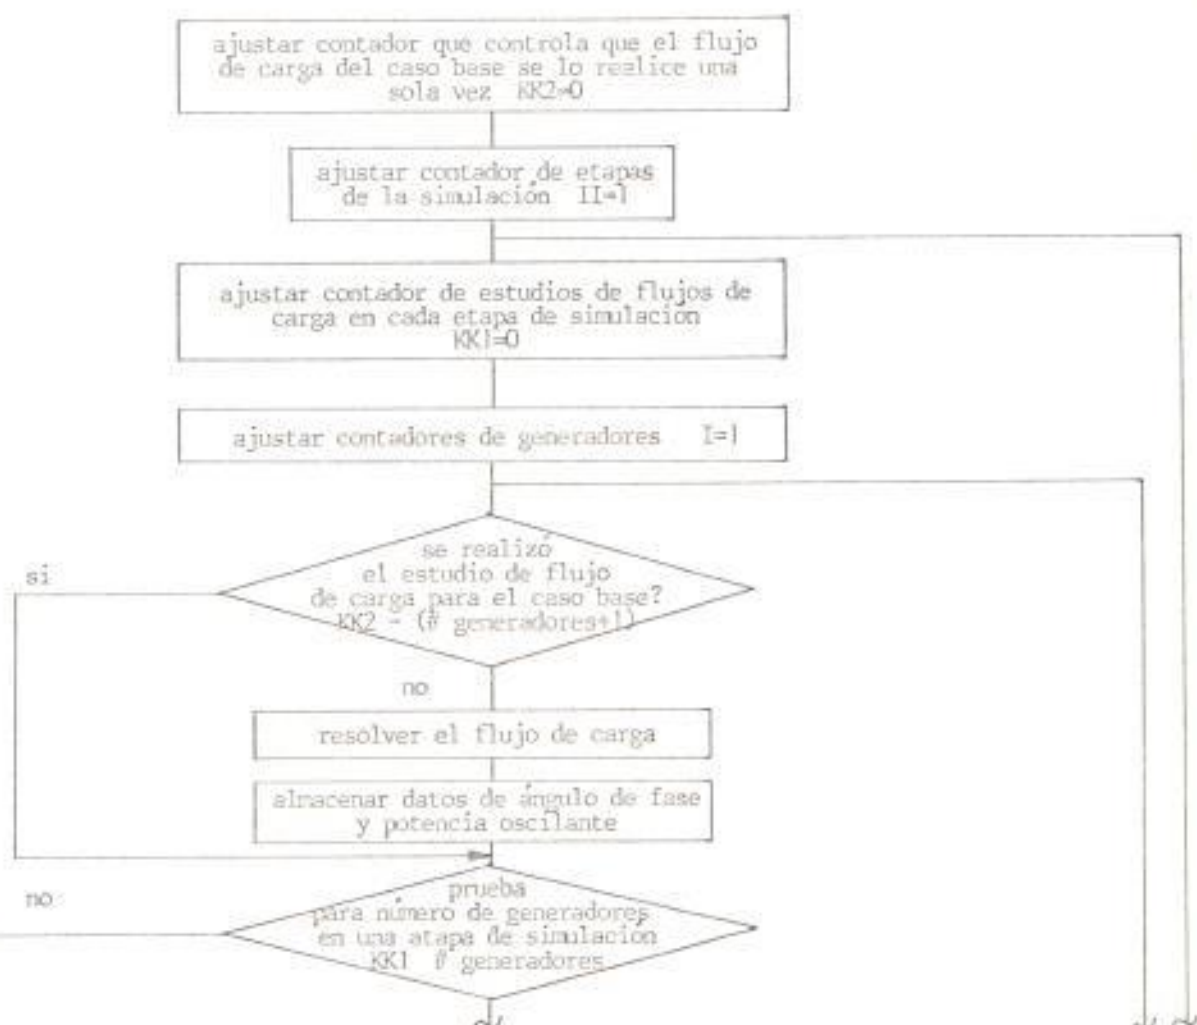 ajustar contador que controla que el flujo
de carga del caso base se lo realice una
sola vez KK2=0
ajustar contador de etapas
de la simulación II=1
ajustar contador de estudios de flujos de
carga en cada etapa de simulación
KK1=0
ajustar contadores de generadores I=1
se realizó
el estudio de flujo
de carga para el caso base?
KK2 - (# generadores+1)
si
no
resolver el flujo de carga
almacenar datos de ángulo de fase
y potencia oscilante
prueba
para número de generadores
en una atapa de simulación
KK1 # generadores
no